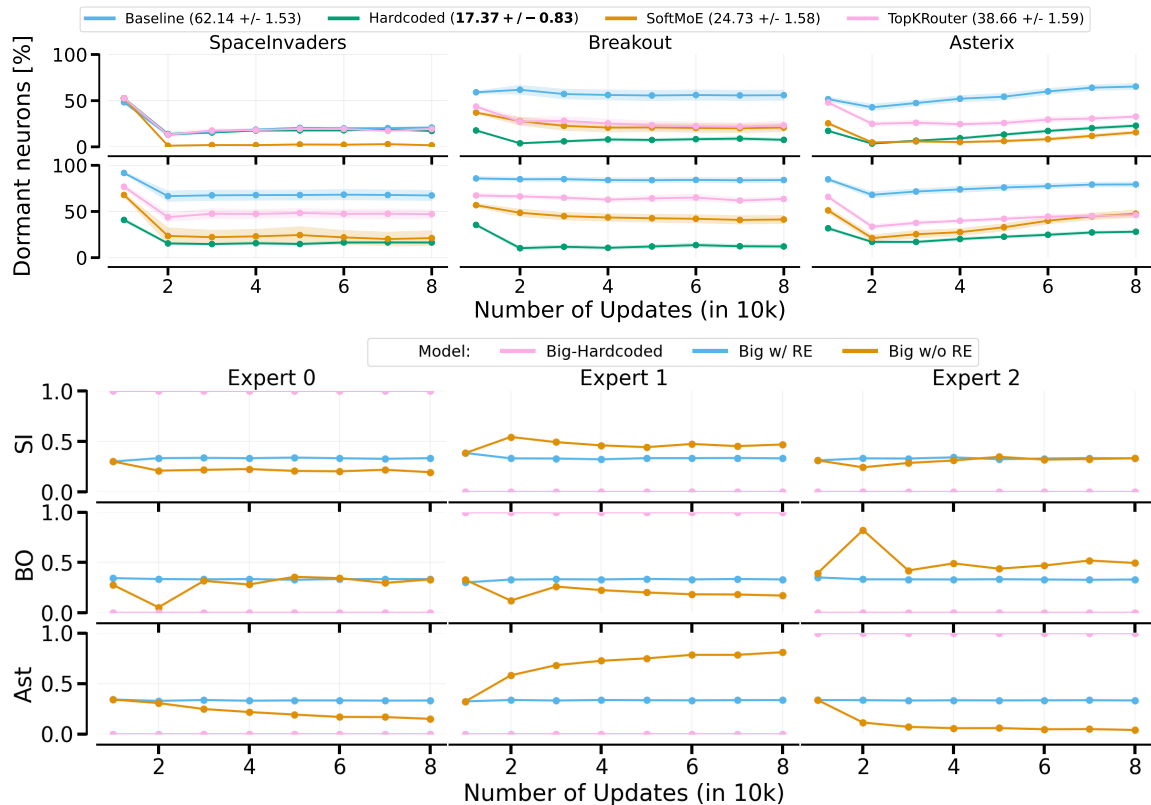 Baseline (62.14 +/- 1.53) Hardcoded (17.37 +/− 0.83) SoftMoE (24.73 +/- 1.58) TopKRouter (38.66 +/- 1.59)
SpaceInvaders Breakout Asterix
Dormant neurons [%]
100
50
0
100
50
0
2 4 6 8 2 4 6 8 2 4 6 8
Number of Updates (in 10k)
Model: Big-Hardcoded Big w/ RE Big w/o RE
Expert 0 Expert 1 Expert 2
SI
1.0
0.5
0.0
BO
1.0
0.5
0.0
Ast
1.0
0.5
0.0
2 4 6 8 2 4 6 8 2 4 6 8
Number of Updates (in 10k)